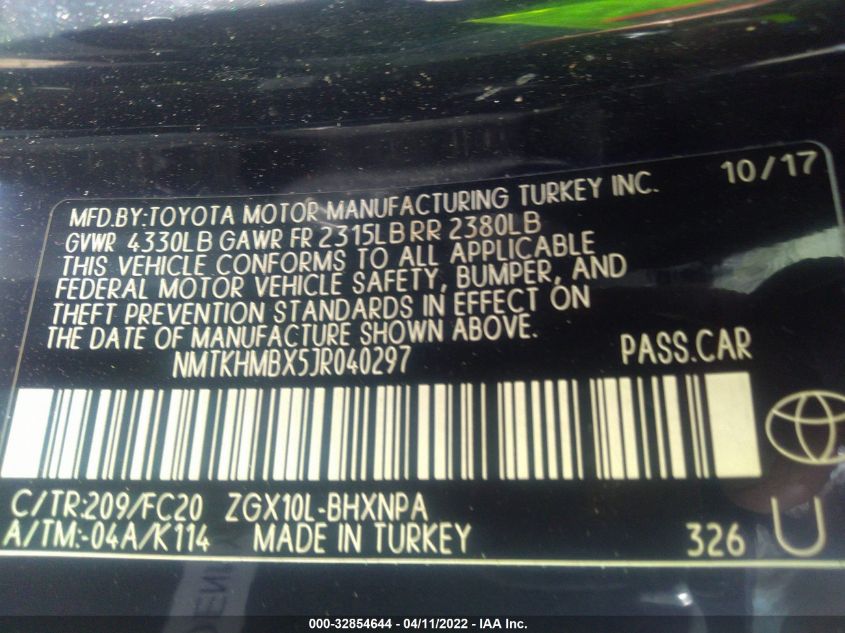 MFD.BY:TOYOTA MOTOR MANUFACTURING TURKEY INC. 10/17
GVWR 4330LB GAWR FR 2315LB RR 2380LB
THIS VEHICLE CONFORMS TO ALL APPLICABLE
FEDERAL MOTOR VEHICLE SAFETY, BUMPER, AND
THEFT PREVENTION STANDARDS IN EFFECT ON
THE DATE OF MANUFACTURE SHOWN ABOVE.
NMTKHMBX5JR040297 PASS.CAR
C/TR:209/FC20 ZGX10L-BHXNPA
A/TM:-04A/K114 MADE IN TURKEY 326 U
000-32854644 - 04/11/2022 - IAA Inc.